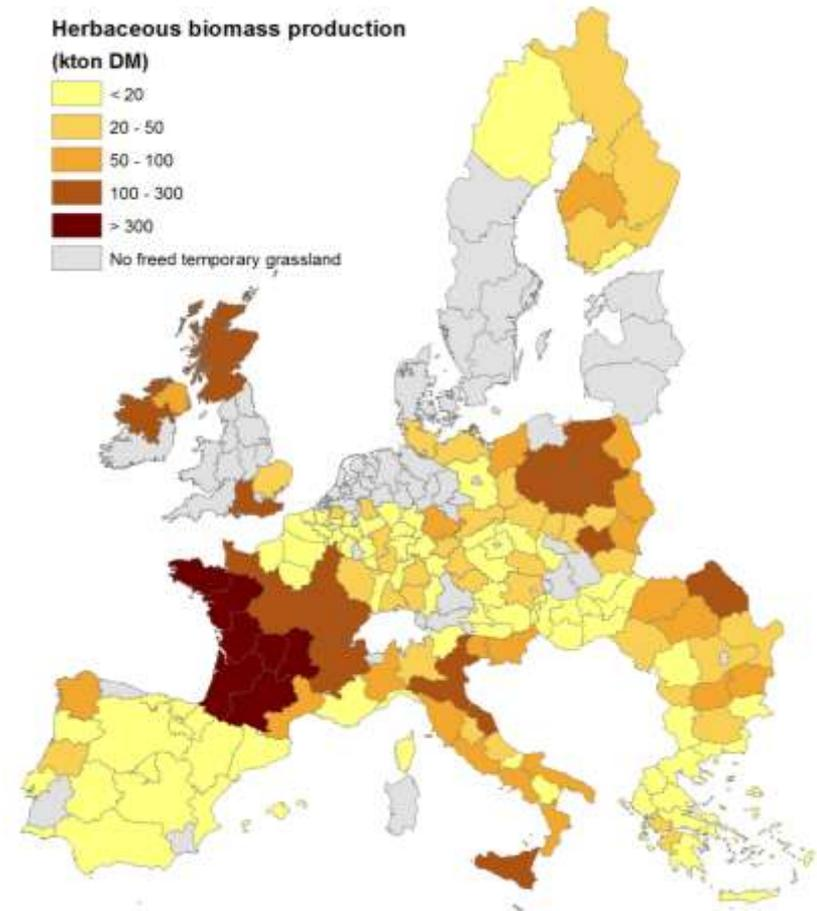 Herbaceous biomass production
(kton DM)
< 20
20 - 50
50 - 100
100 - 300
> 300
No freed temporary grassland